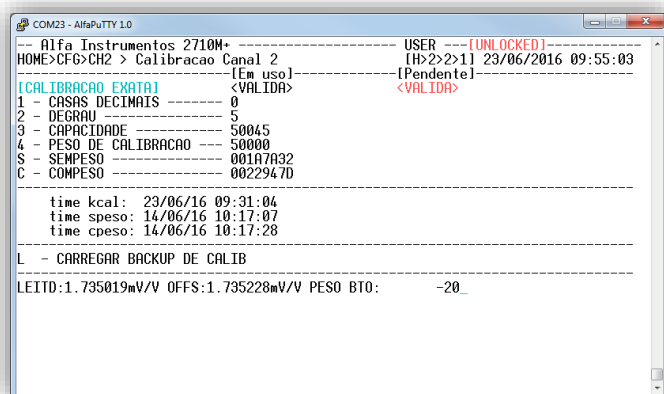 COM23 - AlfaPuTTY 1.0
-- Alfa Instrumentos 2710M+ -------------------- USER ---[UNLOCKED]--------
HOME>CFG>CH2 > Calibracao Canal 2 [H>2>2>1] 23/06/2016 09:55:03
---------------------------[Em uso]-------------[Pendente]-------------------
[CALIBRACAO EXATA] <VALIDA> <VALIDA>
1 - CASAS DECIMAIS ------- 0
2 - DEGRAU --------------- 5
3 - CAPACIDADE ----------- 50045
4 - PESO DE CALIBRACAO --- 50000
S - SEMPESO -------------- 001A7A32
C - COMPESO -------------- 0022947D
time kcal: 23/06/16 09:31:04
time speso: 14/06/16 10:17:07
time cpeso: 14/06/16 10:17:28
L - CARREGAR BACKUP DE CALIB
LEITD:1.735019mV/V OFFS:1.735228mV/V PESO BTO: -20_